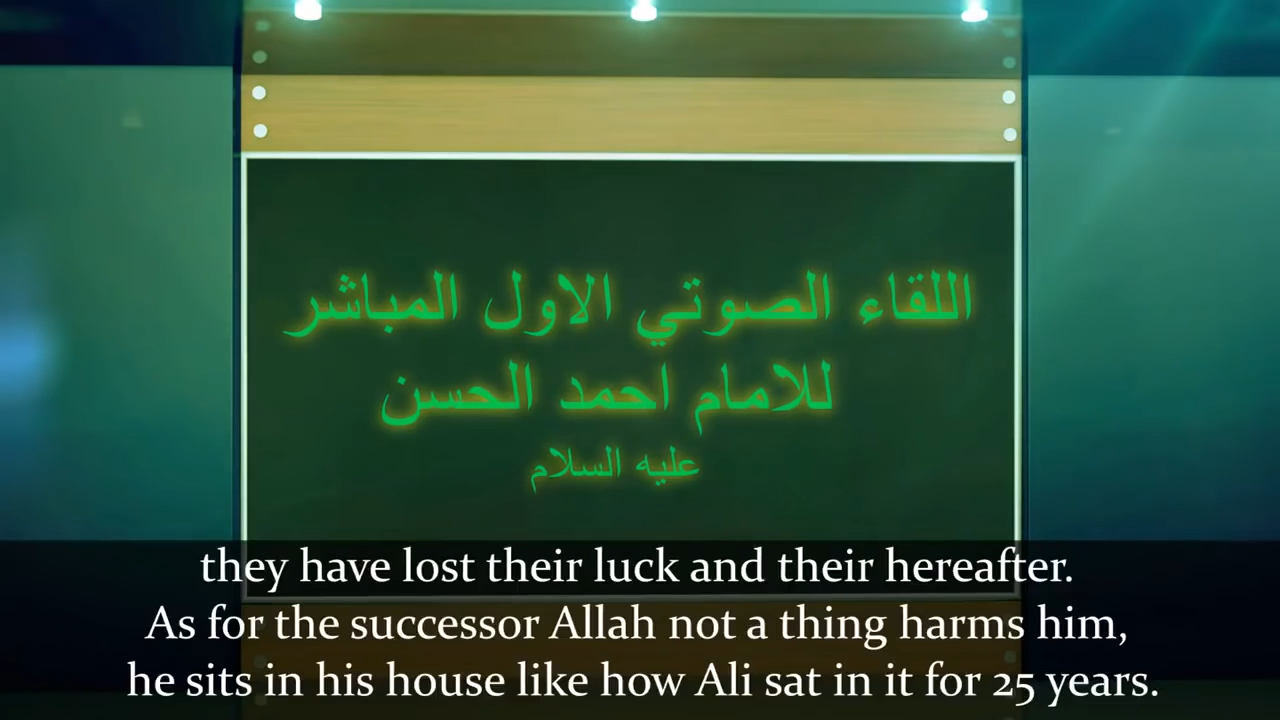 اللقاء الصوتي الاول المباشر
للامام احمد الحسن
عليه السلام
they have lost their luck and their hereafter.
As for the successor Allah not a thing harms him,
he sits in his house like how Ali sat in it for 25 years.